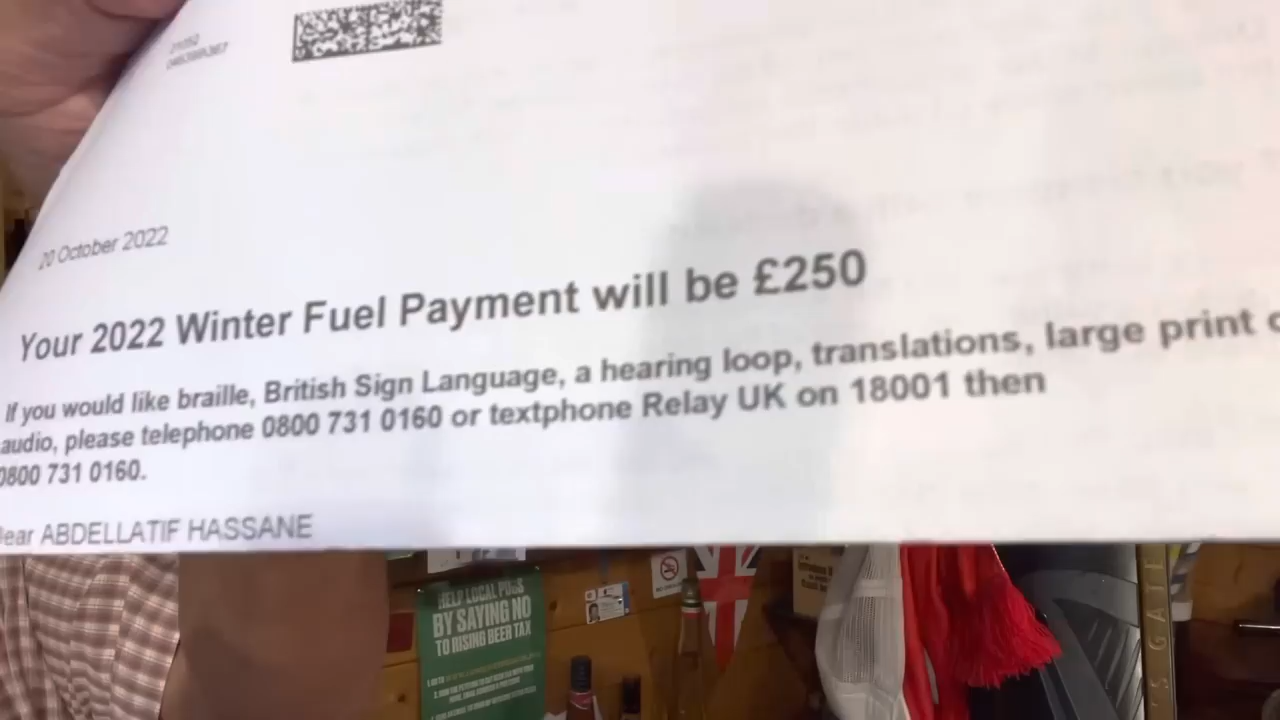 20 October 2022
Your 2022 Winter Fuel Payment will be £250
If you would like braille, British Sign Language, a hearing loop, translations, large print
audio, please telephone 0800 731 0160 or textphone Relay UK on 18001 then
0800 731 0160.
ABDELLATIF HASSANE
HELP LOCAL PUBS
BY SAYING NO
TO RISING BEER TAX
GATE